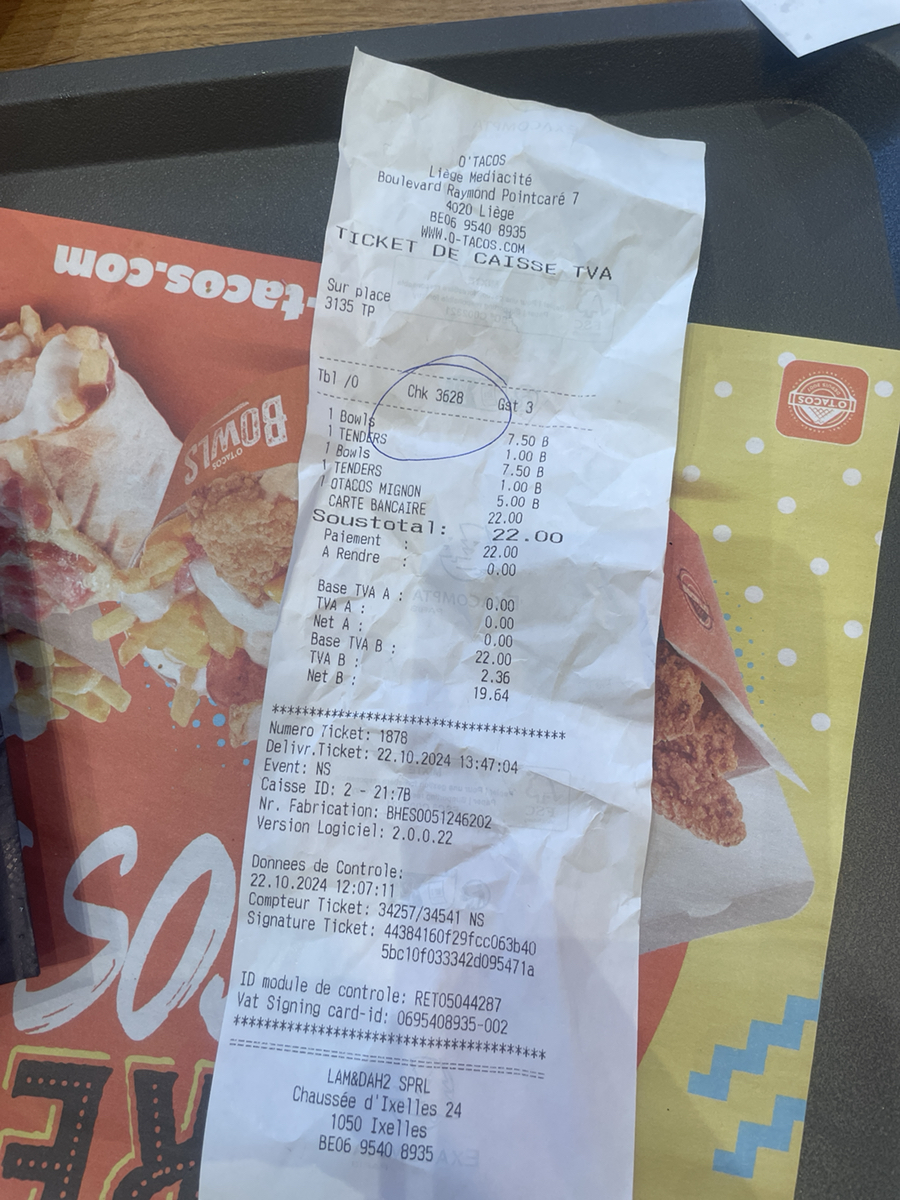 O'TACOS
Liège Mediacité
Boulevard Raymond Pointcaré 7
4020 Liège
BE06 9540 8935
WWW.O-TACOS.COM
TICKET DE CAISSE TVA
Sur place
3135 TP
Tbl /0 Chk 3628 Gst 3
1 Bowls 7.50 B
1 TENDERS 1.00 B
1 Bowls 7.50 B
1 TENDERS 1.00 B
1 OTACOS MIGNON 5.00 B
CARTE BANCAIRE 22.00
Soustotal: 22.00
Paiement : 22.00
A Rendre : 0.00
Base TVA A : 0.00
TVA A : 0.00
Net A : 0.00
Base TVA B : 22.00
TVA B : 2.36
Net B : 19.64
***************************************
Numero Ticket: 1878
Delivr.Ticket: 22.10.2024 13:47:04
Event: NS
Caisse ID: 2 - 21:7B
Nr. Fabrication: BHES0051246202
Version Logiciel: 2.0.0.22
Donnees de Controle:
22.10.2024 12:07:11
Compteur Ticket: 34257/34541 NS
Signature Ticket: 44384160f29fcc063b40
5bc10f033342d095471a
ID module de controle: RET05044287
Vat Signing card-id: 0695408935-002
***************************************
LAM&DAH2 SPRL
Chaussée d'Ixelles 24
1050 Ixelles
BE06 9540 8935
-tacos.com
O'TACOS
BOWLS
O'TACOS
SO
RE